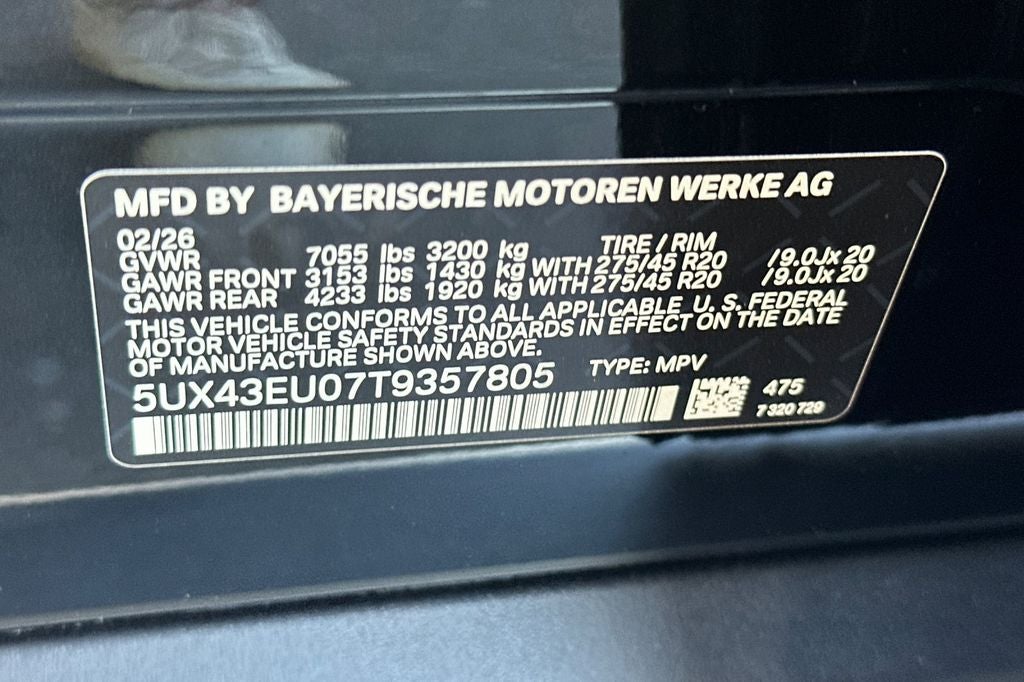 MFD BY BAYERISCHE MOTOREN WERKE AG
02/26 TIRE / RIM
GVWR 7055 lbs 3200 kg
GAWR FRONT 3153 lbs 1430 kg WITH 275/45 R20 /9.0Jx 20
GAWR REAR 4233 lbs 1920 kg WITH 275/45 R20 /9.0Jx 20
THIS VEHICLE CONFORMS TO ALL APPLICABLE U. S. FEDERAL
MOTOR VEHICLE SAFETY STANDARDS IN EFFECT ON THE DATE
OF MANUFACTURE SHOWN ABOVE.
5UX43EU07T9357805 TYPE: MPV
475
7 320 729